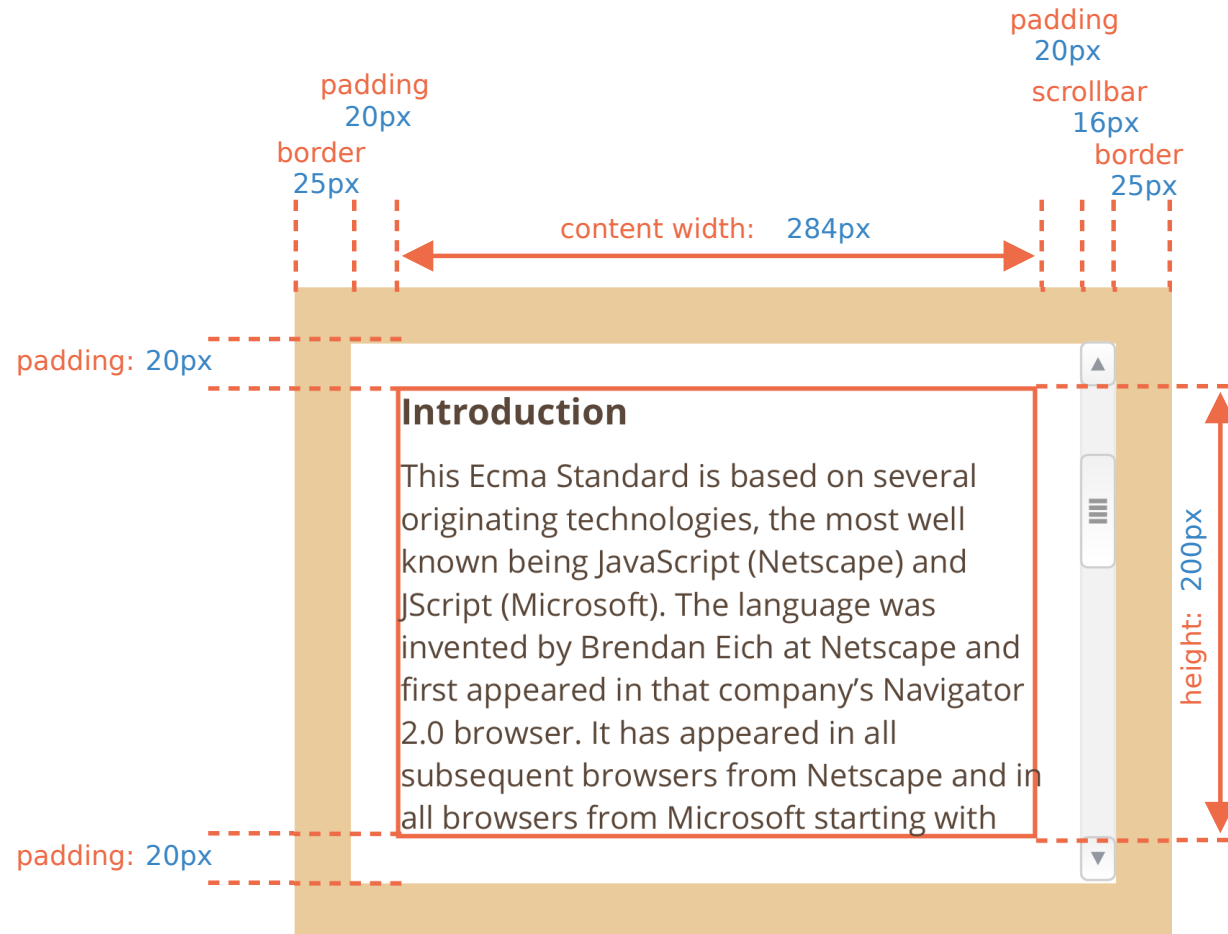 padding
20px
padding
20px
scrollbar
16px
border
25px
border
25px
content width: 284px
padding: 20px
Introduction
This Ecma Standard is based on several
originating technologies, the most well
known being JavaScript (Netscape) and
JScript (Microsoft). The language was
invented by Brendan Eich at Netscape and
first appeared in that company’s Navigator
2.0 browser. It has appeared in all
subsequent browsers from Netscape and in
all browsers from Microsoft starting with
height: 200px
padding: 20px